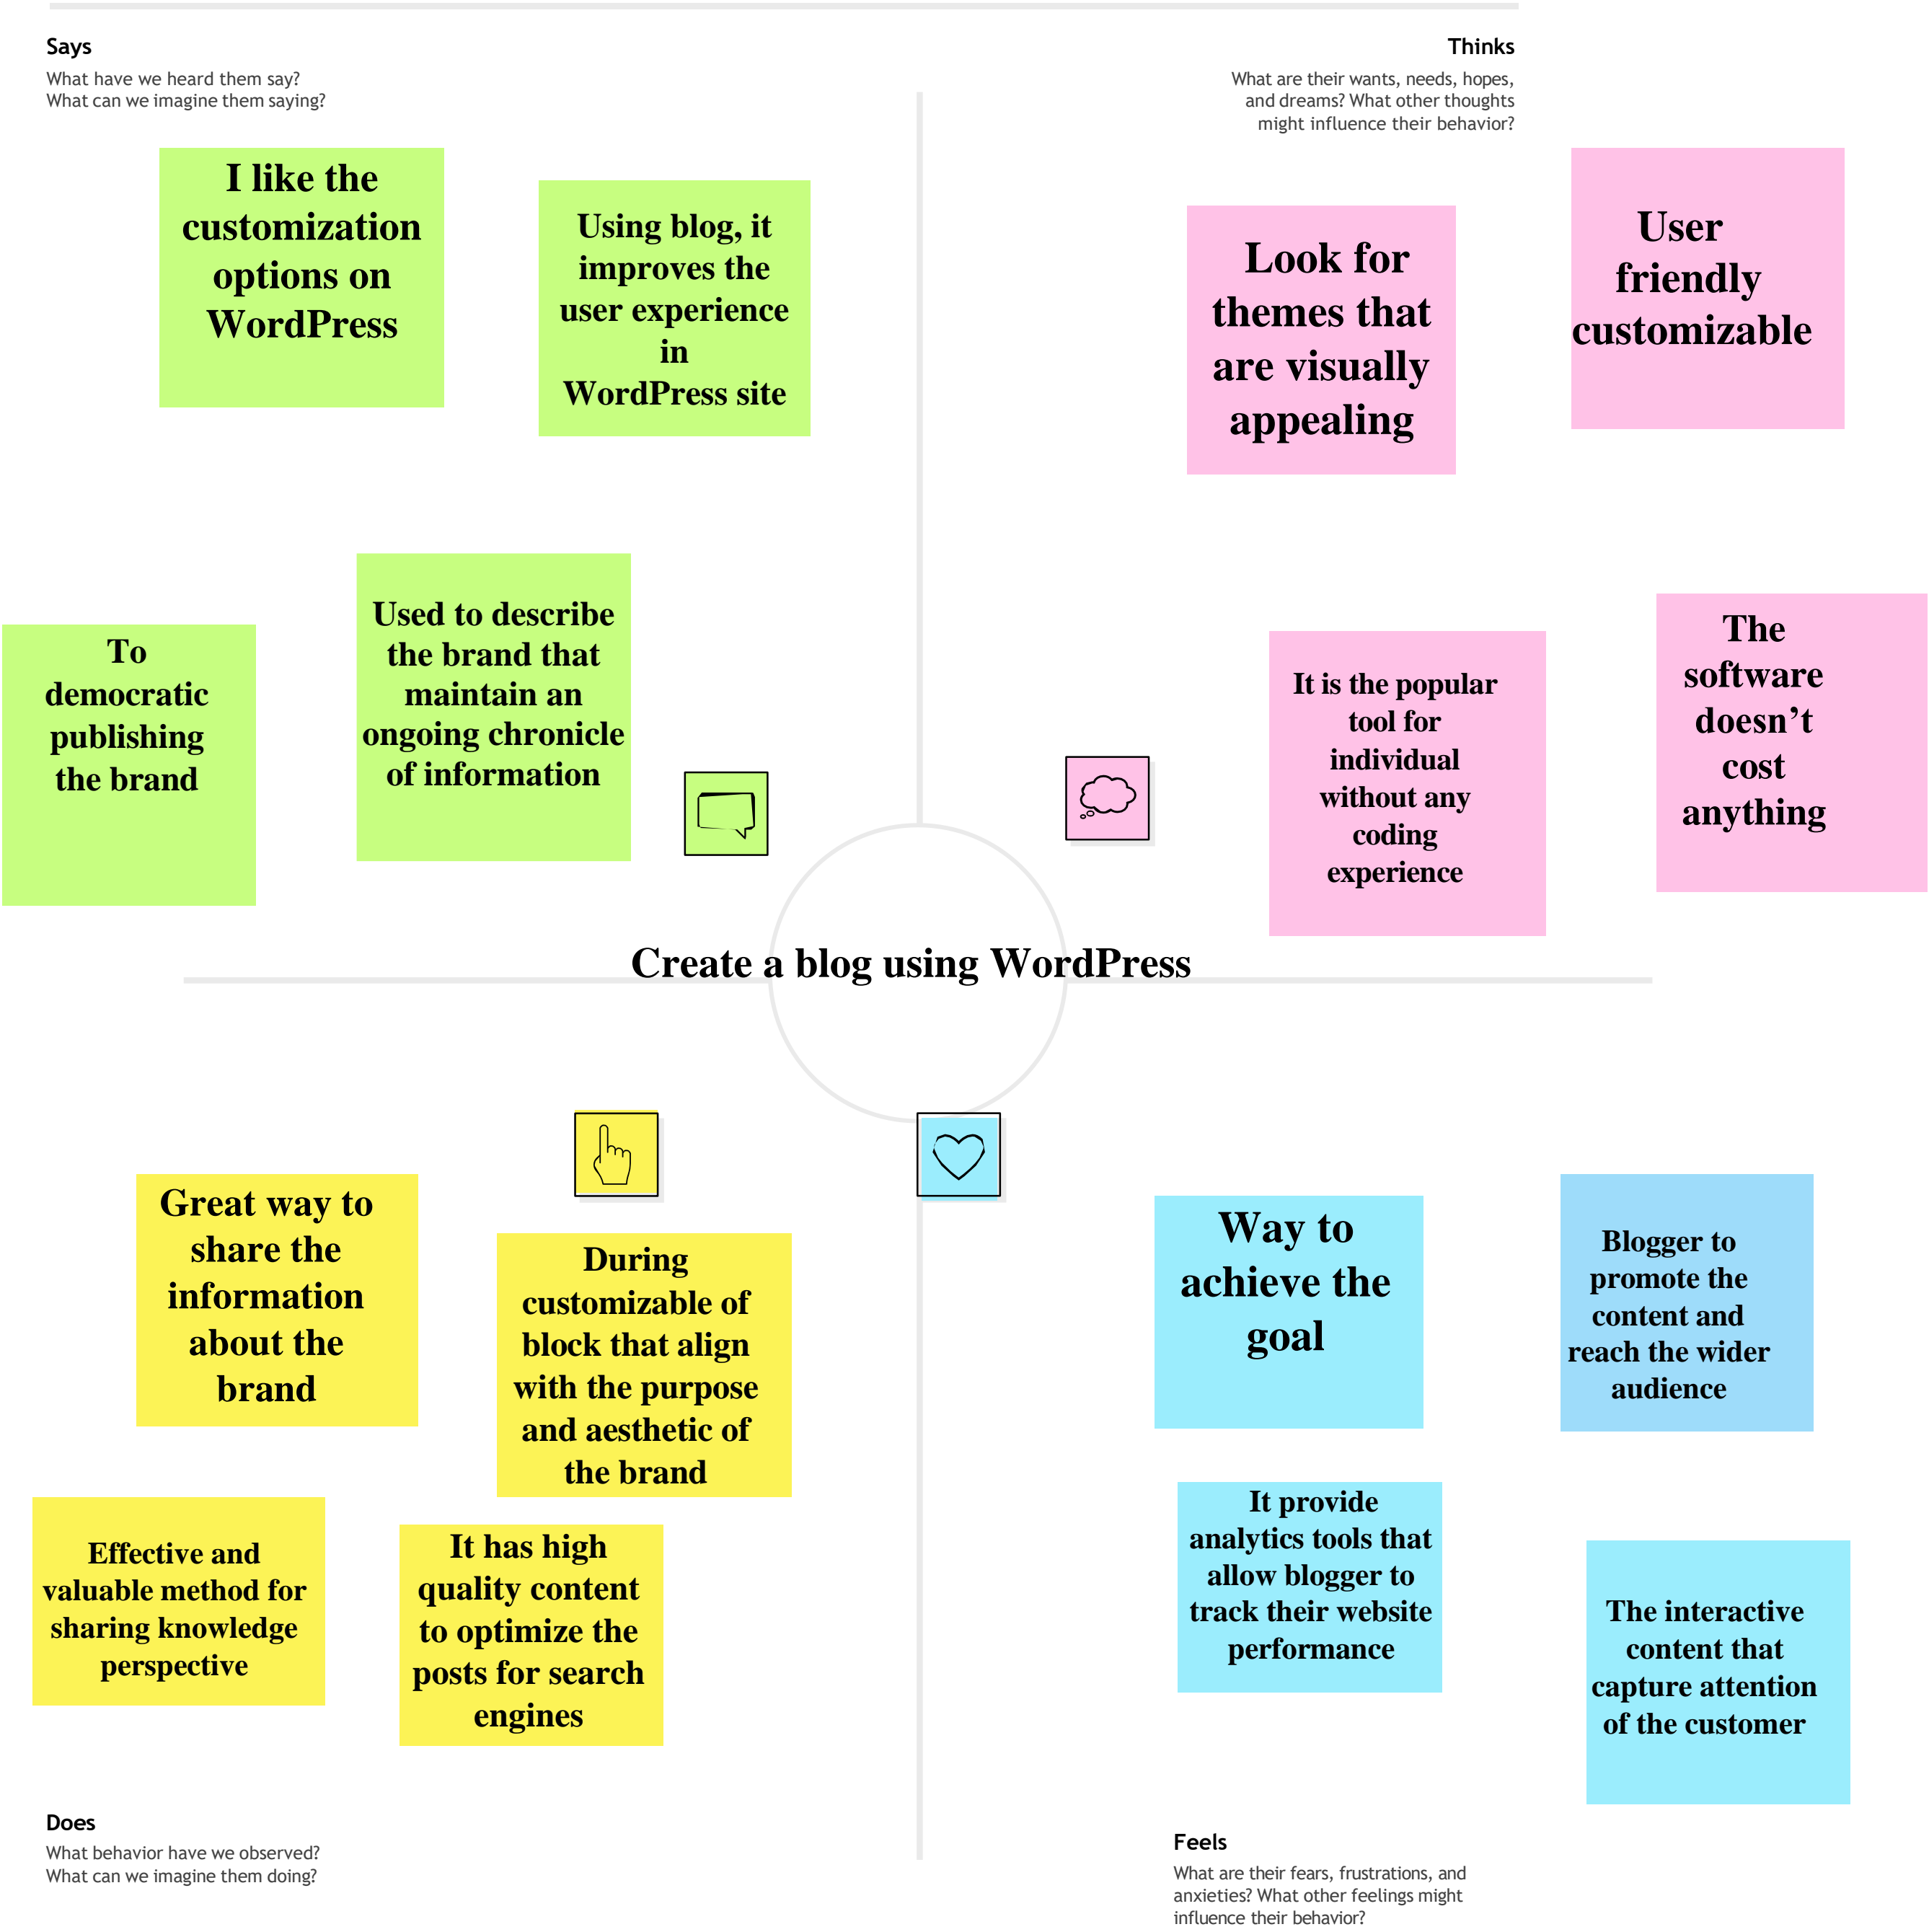 Says
What have we heard them say?
What can we imagine them saying?
Thinks
What are their wants, needs, hopes,
and dreams? What other thoughts
might influence their behavior?
I like the
customization
options on
WordPress
Using blog, it
improves the
user experience
in
WordPress site
Look for
themes that
are visually
appealing
User
friendly
customizable
To
democratic
publishing
the brand
Used to describe
the brand that
maintain an
ongoing chronicle
of information
It is the popular
tool for
individual
without any
coding
experience
The
software
doesn’t
cost
anything
Create a blog using WordPress
Great way to
share the
information
about the
brand
During
customizable of
block that align
with the purpose
and aesthetic of
the brand
Way to
achieve the
goal
Blogger to
promote the
content and
reach the wider
audience
Effective and
valuable method for
sharing knowledge
perspective
It has high
quality content
to optimize the
posts for search
engines
It provide
analytics tools that
allow blogger to
track their website
performance
The interactive
content that
capture attention
of the customer
Does
What behavior have we observed?
What can we imagine them doing?
Feels
What are their fears, frustrations, and
anxieties? What other feelings might
influence their behavior?